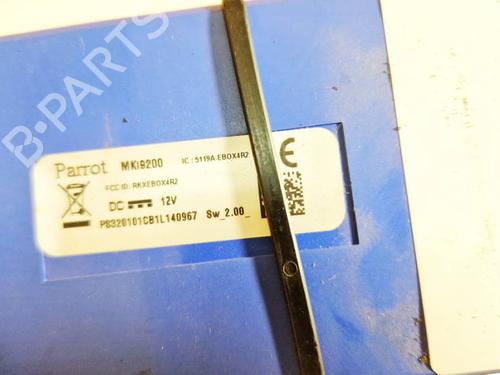 B-PARTS
Parrot MKi9200 IC : 5119A-EBOX4R2
FCC ID: RKXEBOX4R2
DC 12V
PS320101CB1L140967 Sw_2.00_
CE